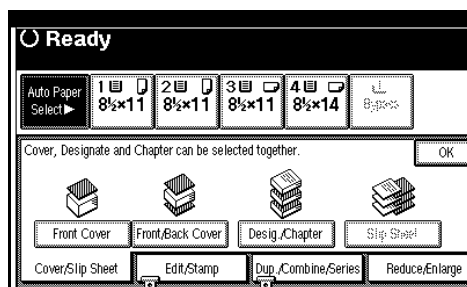 Ready
Auto Paper
Select►
1 2 3 4
8½×11 8½×11 8½×11 8½×14 Bypass
Cover, Designate and Chapter can be selected together. OK
Front Cover Front/Back Cover Desig./Chapter Slip Sheet
Cover/Slip Sheet Edit/Stamp Dup./Combine/Series Reduce/Enlarge